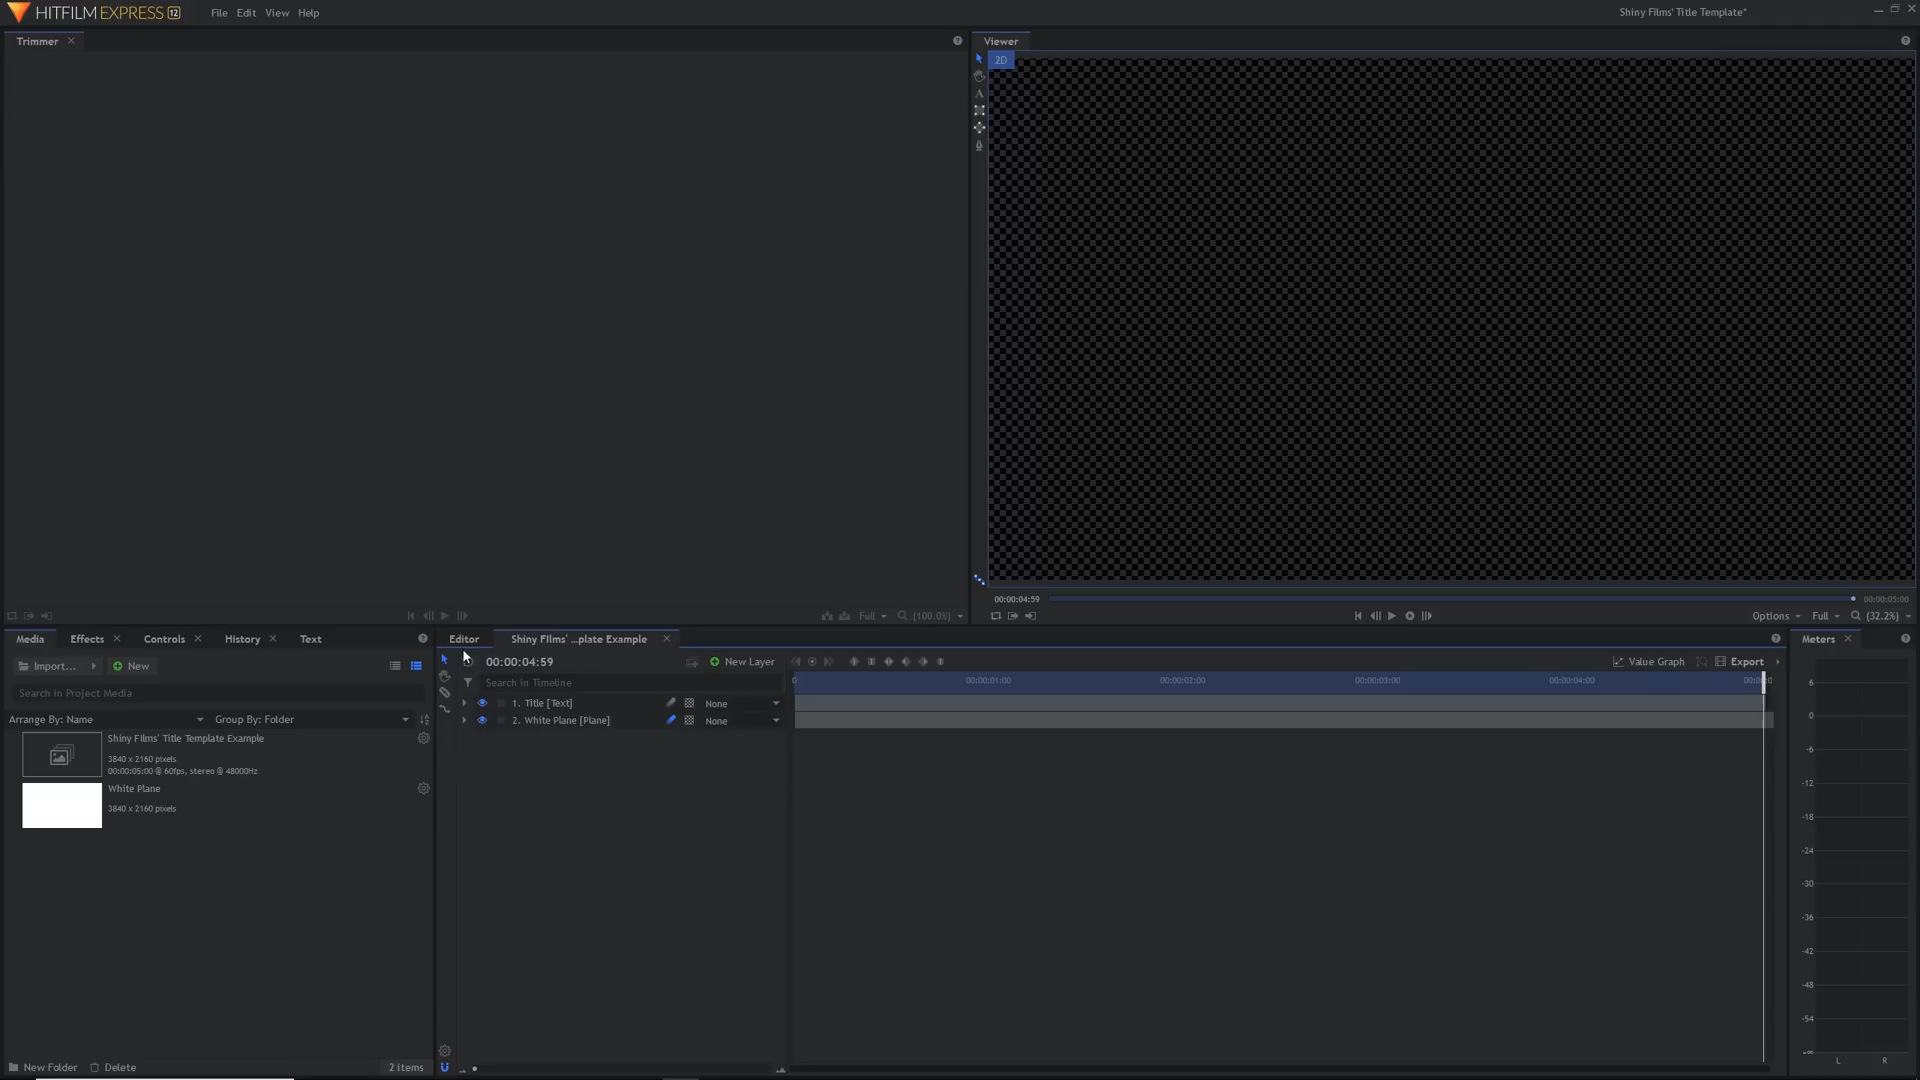 HITFILM EXPRESS 12
File Edit View Help
Shiny Films' Title Template*
Trimmer
Viewer
2D
A
00:00:04:59
00:00:05:00
Full
(100.0%)
Options
Full
(32.2%)
Media
Effects
Controls
History
Text
Editor
Shiny FIlms' ...plate Example
Meters
Import...
New
00:00:04:59
New Layer
Value Graph
Export
Search in Project Media
Search in Timeline
0
00:00:01:00
00:00:02:00
00:00:03:00
00:00:04:00
Arrange By: Name
Group By: Folder
1. Title [Text]
None
2. White Plane [Plane]
None
Shiny FIlms' Title Template Example
3840 x 2160 pixels
00:00:05:00 @ 60fps, stereo @ 48000Hz
White Plane
3840 x 2160 pixels
6
0
-6
-12
-18
-24
-30
-36
-42
-48
-54
-∞
L
R
New Folder
Delete
2 items